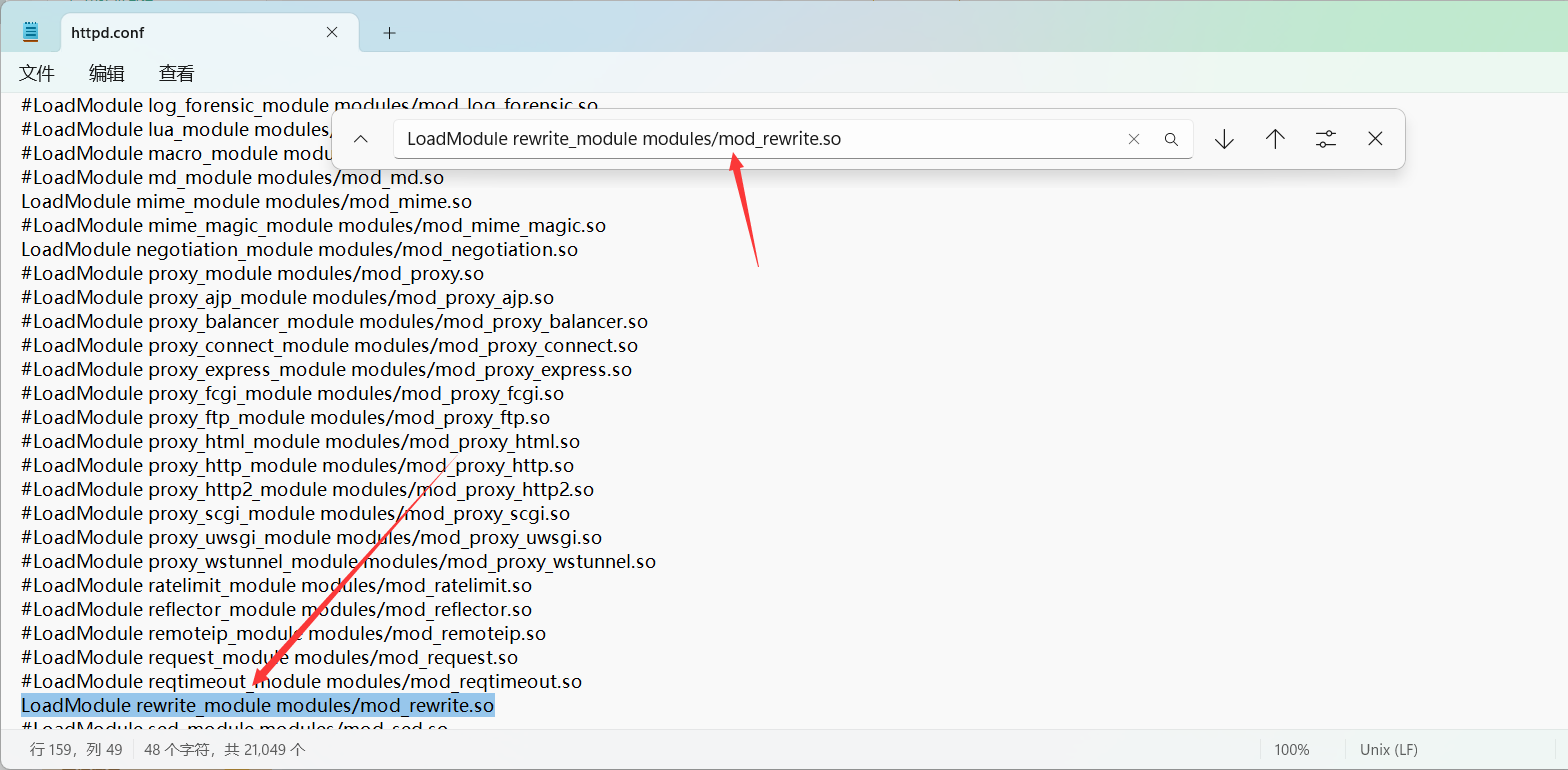 httpd.conf
文件 编辑 查看
#LoadModule log_forensic_module modules/mod_log_forensic.so
LoadModule rewrite_module modules/mod_rewrite.so
#LoadModule lua_module modules/
#LoadModule macro_module modu
#LoadModule md_module modules/mod_md.so
LoadModule mime_module modules/mod_mime.so
#LoadModule mime_magic_module modules/mod_mime_magic.so
LoadModule negotiation_module modules/mod_negotiation.so
#LoadModule proxy_module modules/mod_proxy.so
#LoadModule proxy_ajp_module modules/mod_proxy_ajp.so
#LoadModule proxy_balancer_module modules/mod_proxy_balancer.so
#LoadModule proxy_connect_module modules/mod_proxy_connect.so
#LoadModule proxy_express_module modules/mod_proxy_express.so
#LoadModule proxy_fcgi_module modules/mod_proxy_fcgi.so
#LoadModule proxy_ftp_module modules/mod_proxy_ftp.so
#LoadModule proxy_html_module modules/mod_proxy_html.so
#LoadModule proxy_http_module modules/mod_proxy_http.so
#LoadModule proxy_http2_module modules/mod_proxy_http2.so
#LoadModule proxy_scgi_module modules/mod_proxy_scgi.so
#LoadModule proxy_uwsgi_module modules/mod_proxy_uwsgi.so
#LoadModule proxy_wstunnel_module modules/mod_proxy_wstunnel.so
#LoadModule ratelimit_module modules/mod_ratelimit.so
#LoadModule reflector_module modules/mod_reflector.so
#LoadModule remoteip_module modules/mod_remoteip.so
#LoadModule request_module modules/mod_request.so
#LoadModule reqtimeout_module modules/mod_reqtimeout.so
LoadModule rewrite_module modules/mod_rewrite.so
#LoadModule sed_module modules/mod_sed.so
行 159，列 49 48 个字符，共 21,049 个 100% Unix (LF)